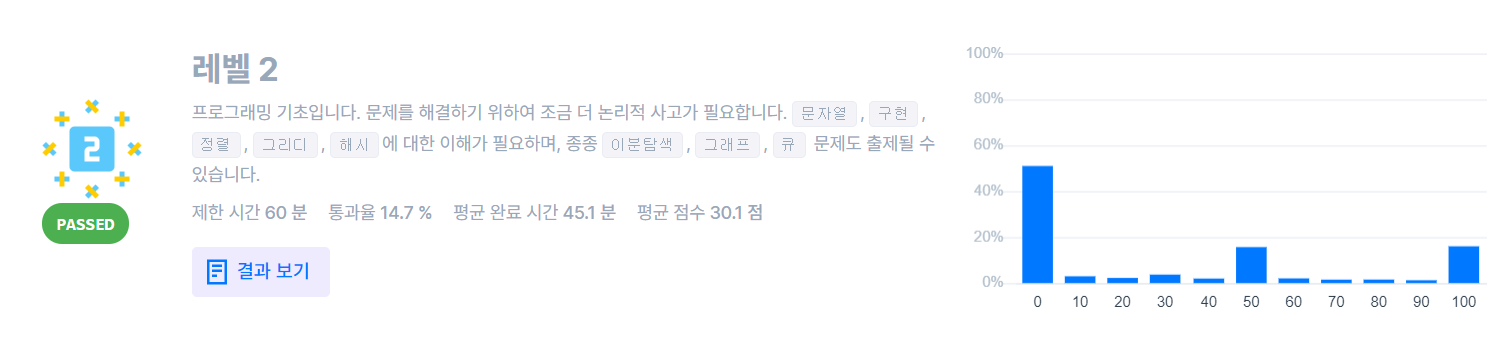 레벨 2
프로그래밍 기초입니다. 문제를 해결하기 위하여 조금 더 논리적 사고가 필요합니다. 문자열 , 구현 ,
정렬 , 그리디 , 해시 에 대한 이해가 필요하며, 종종 이분탐색 , 그래프 , 큐 문제도 출제될 수
있습니다.
제한 시간 60 분 통과율 14.7 % 평균 완료 시간 45.1 분 평균 점수 30.1 점
결과 보기
2
PASSED
100%
80%
60%
40%
20%
0%
0 10 20 30 40 50 60 70 80 90 100